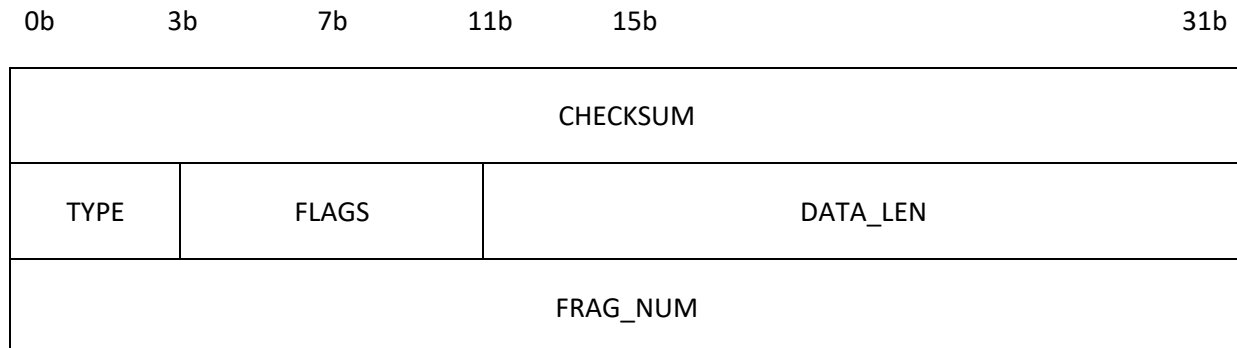 0b 3b 7b 11b 15b 31b
CHECKSUM
TYPE FLAGS DATA_LEN
FRAG_NUM